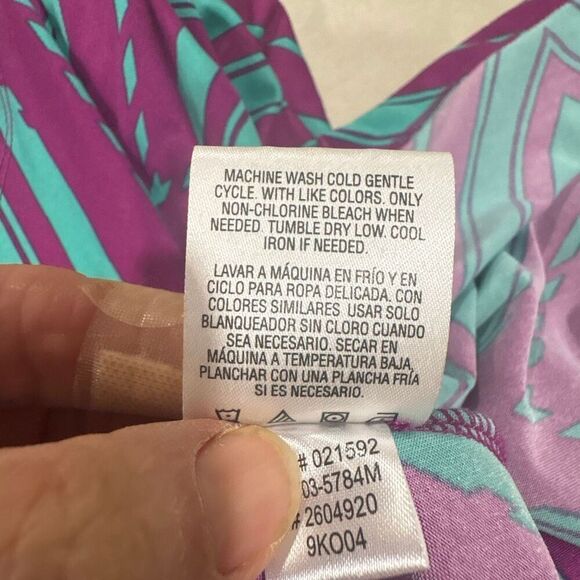 MACHINE WASH COLD GENTLE
CYCLE. WITH LIKE COLORS. ONLY
NON-CHLORINE BLEACH WHEN
NEEDED. TUMBLE DRY LOW. COOL
IRON IF NEEDED.
LAVAR A MÁQUINA EN FRÍO Y EN
CICLO PARA ROPA DELICADA. CON
COLORES SIMILARES. USAR SOLO
BLANQUEADOR SIN CLORO CUANDO
SEA NECESARIO. SECAR EN
MÁQUINA A TEMPERATURA BAJA,
PLANCHAR CON UNA PLANCHA FRÍA
SI ES NECESARIO.
# 021592
03-5784M
# 2604920
9KO04